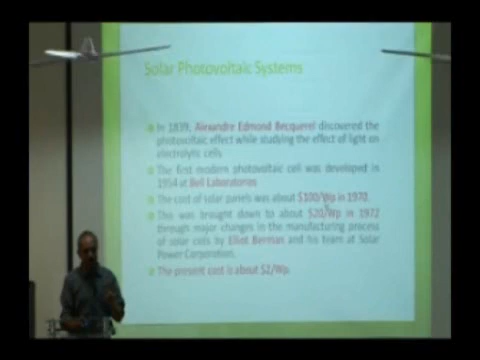 Solar Photovoltaic Systems
In 1839, Alexandre Edmond Becquerel discovered the
photovoltaic effect while studying the effect of light on
electrolytic cells
The first modern photovoltaic cell was developed in
1954 at Bell Laboratories
The cost of solar panels was about $100/Wp in 1970.
This was brought down to about $20/Wp in 1972
through major changes in the manufacturing process
of solar cells by Elliot Berman and his team at Solar
Power Corporation.
The present cost is about $2/Wp.